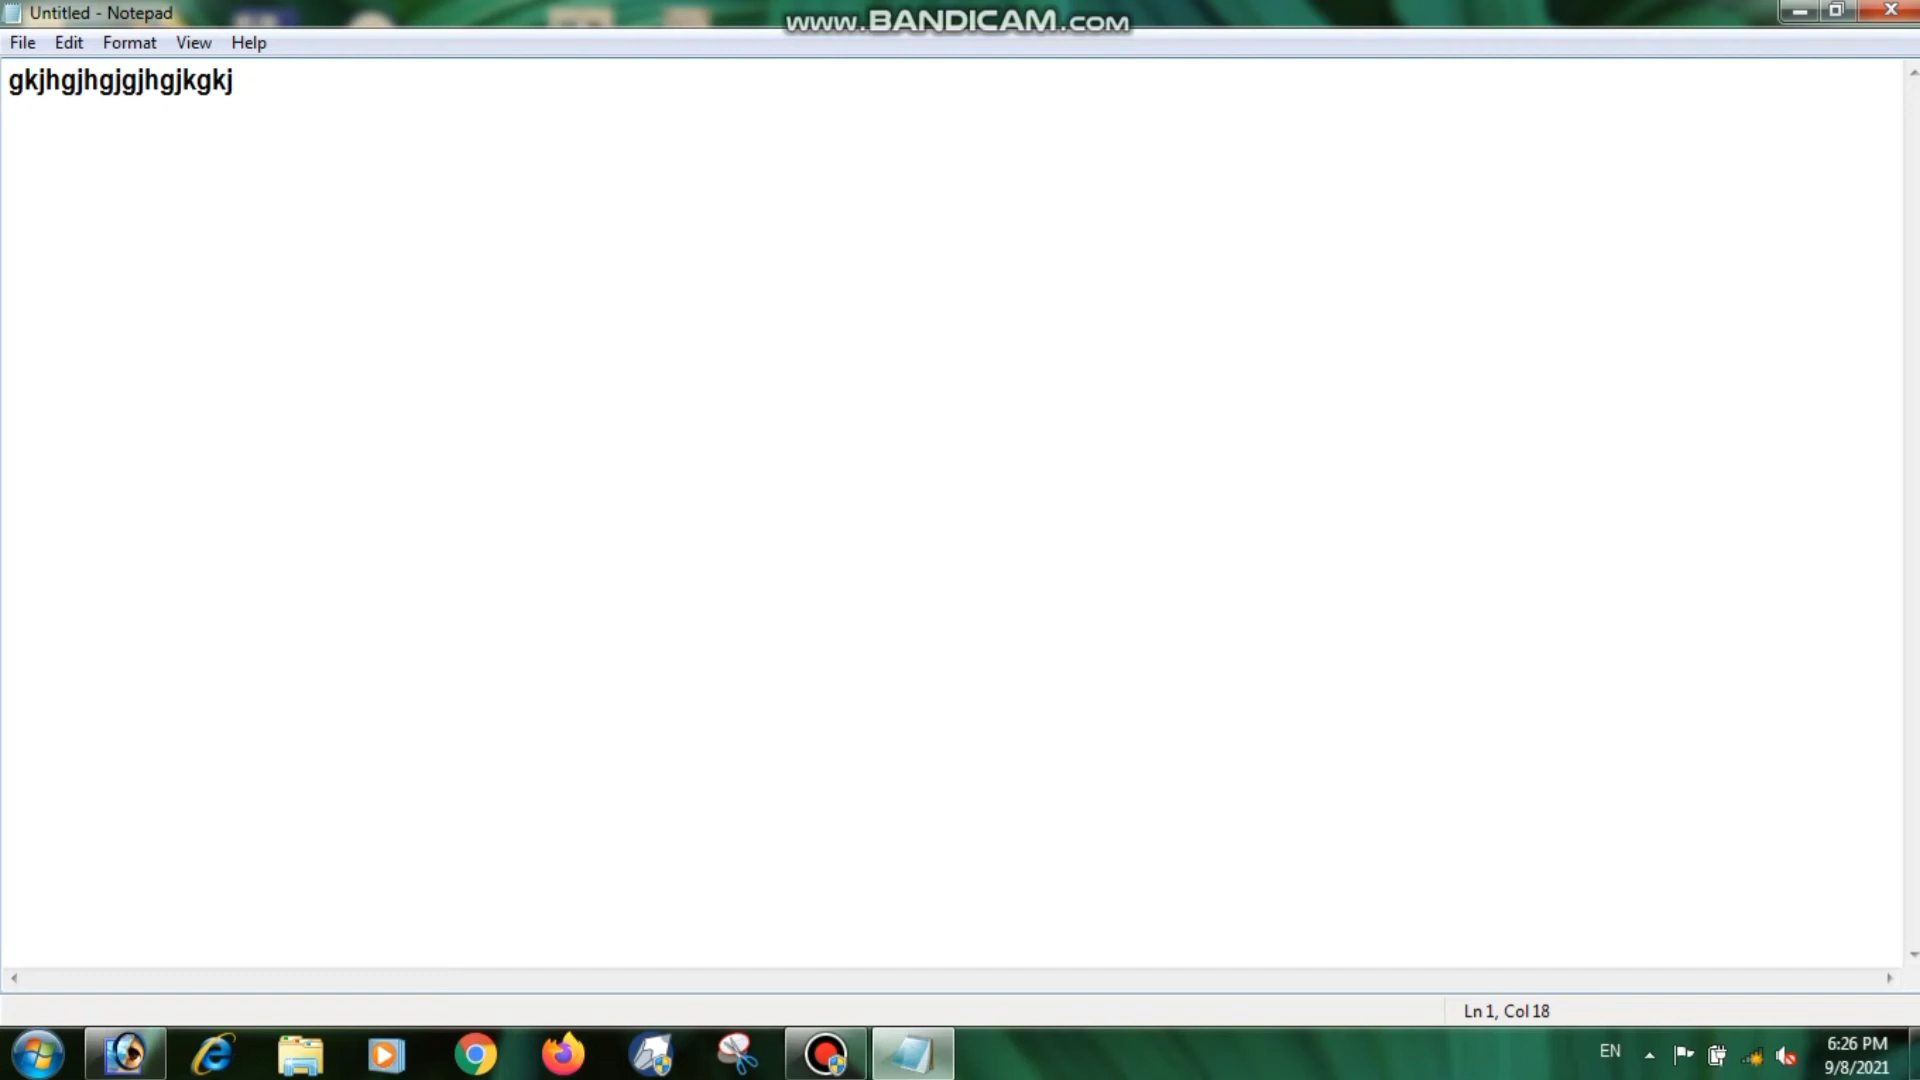 Untitled - Notepad
www.BANDICAM.com
File Edit Format View Help
gkjhgjhgjgjhgjkgkj
Ln 1, Col 18
EN
6:26 PM
9/8/2021